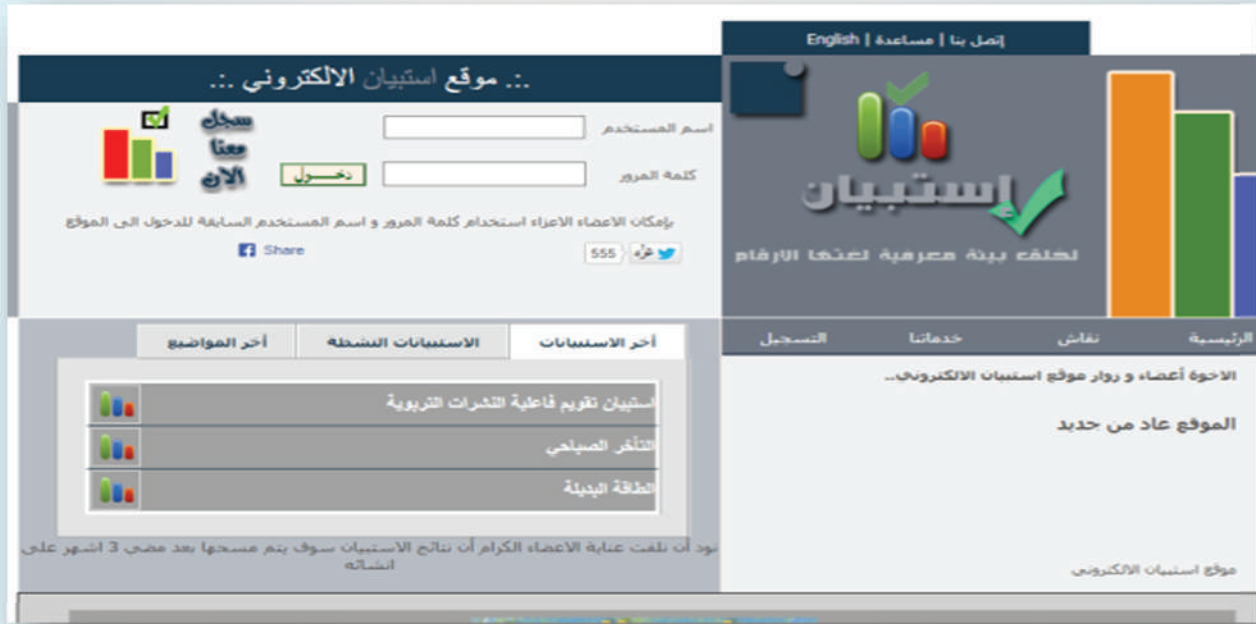 إتصل بنا | مساعدة | English
إستبيان
لخلق بيئة معرفية لغتها الارقام
.:. موقع استبيان الالكتروني .:.
اسم المستخدم
كلمة المرور
دخـــول
سجل
معنا
الان
بإمكان الاعضاء الاعزاء استخدام كلمة المرور و اسم المستخدم السابقة للدخول الى الموقع
غرّد 555
Share
الرئيسية نقاش خدماتنا التسجيل
الاخوة أعضاء و زوار موقع استبيان الالكتروني..
الموقع عاد من جديد
موقع استبيان الالكتروني
أخر الاستبيانات الاستبيانات النشطة أخر المواضيع
استبيان تقويم فاعلية النشرات التربوية
التأخر الصباحي
الطاقة البديلة
نود أن نلفت عناية الاعضاء الكرام أن نتائج الاستبيان سوف يتم مسحها بعد مضي 3 اشهر على
انشائه